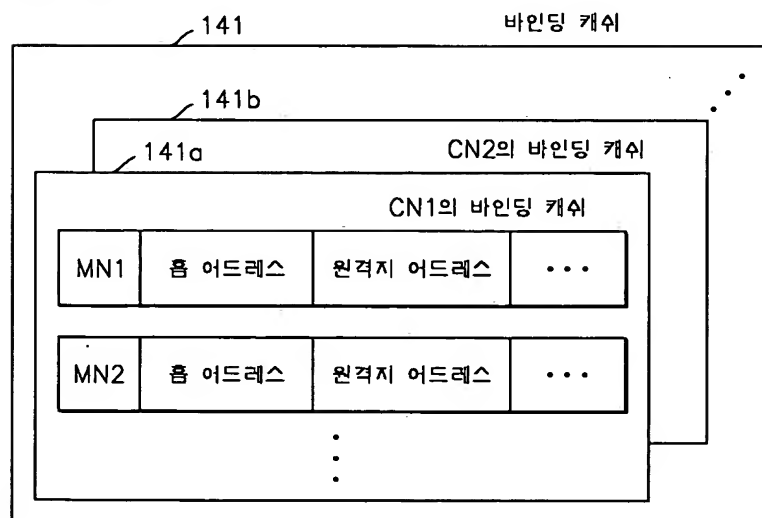 141 바인딩 캐쉬
141b
CN2의 바인딩 캐쉬
141a
CN1의 바인딩 캐쉬
MN1 홈 어드레스 원격지 어드레스 •••
MN2 홈 어드레스 원격지 어드레스 •••